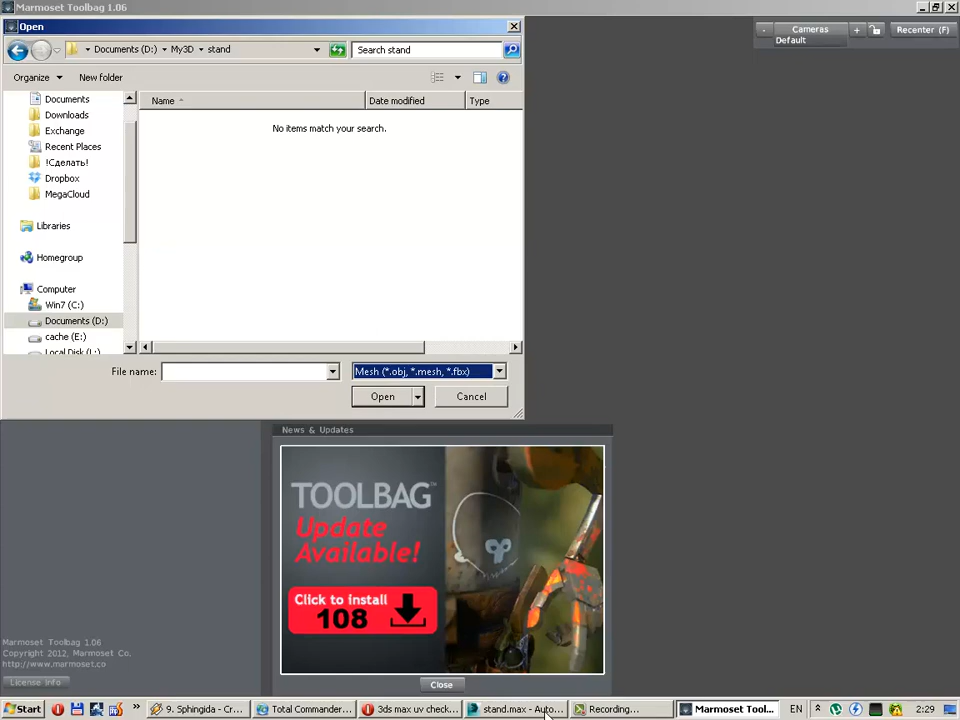 Marmoset Toolbag 1.06
Open
Documents (D:)
My3D
stand
Search stand
Organize
New folder
Name
Date modified
Type
No items match your search.
Documents
Downloads
Exchange
Recent Places
!Сделать!
Dropbox
MegaCloud
Libraries
Homegroup
Computer
Win7 (C:)
Documents (D:)
cache (E:)
Local Disk (L:)
File name:
Mesh (*.obj, *.mesh, *.fbx)
Open
Cancel
- Cameras +
Default
Recenter (F)
News & Updates
TOOLBAG™
Update
Available!
Click to install
108
Close
Marmoset Toolbag 1.06
Copyright 2012, Marmoset Co.
http://www.marmoset.co
License Info
Start
»
9. Sphingida - Cr...
Total Commander...
3ds max uv check...
stand.max - Auto...
Recording...
Marmoset Tool...
EN
2:29